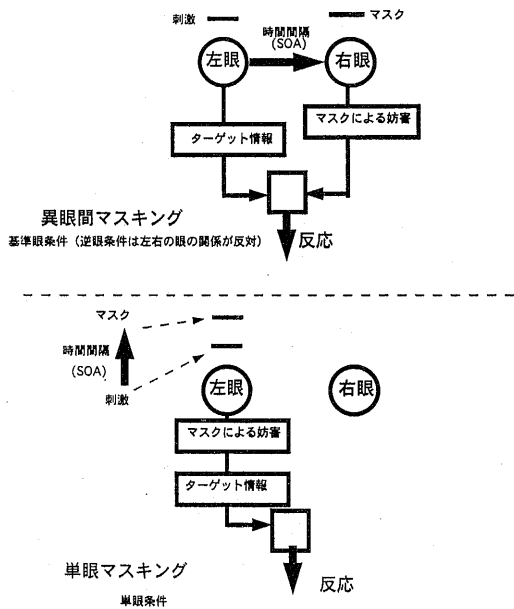 刺激
マスク
時間間隔
(SOA)
左眼
右眼
ターゲット情報
マスクによる妨害
異眼間マスキング
基準眼条件（逆眼条件は左右の眼の関係が反対）
反応
マスク
時間間隔
(SOA)
刺激
左眼
右眼
マスクによる妨害
ターゲット情報
単眼マスキング
単眼条件
反応